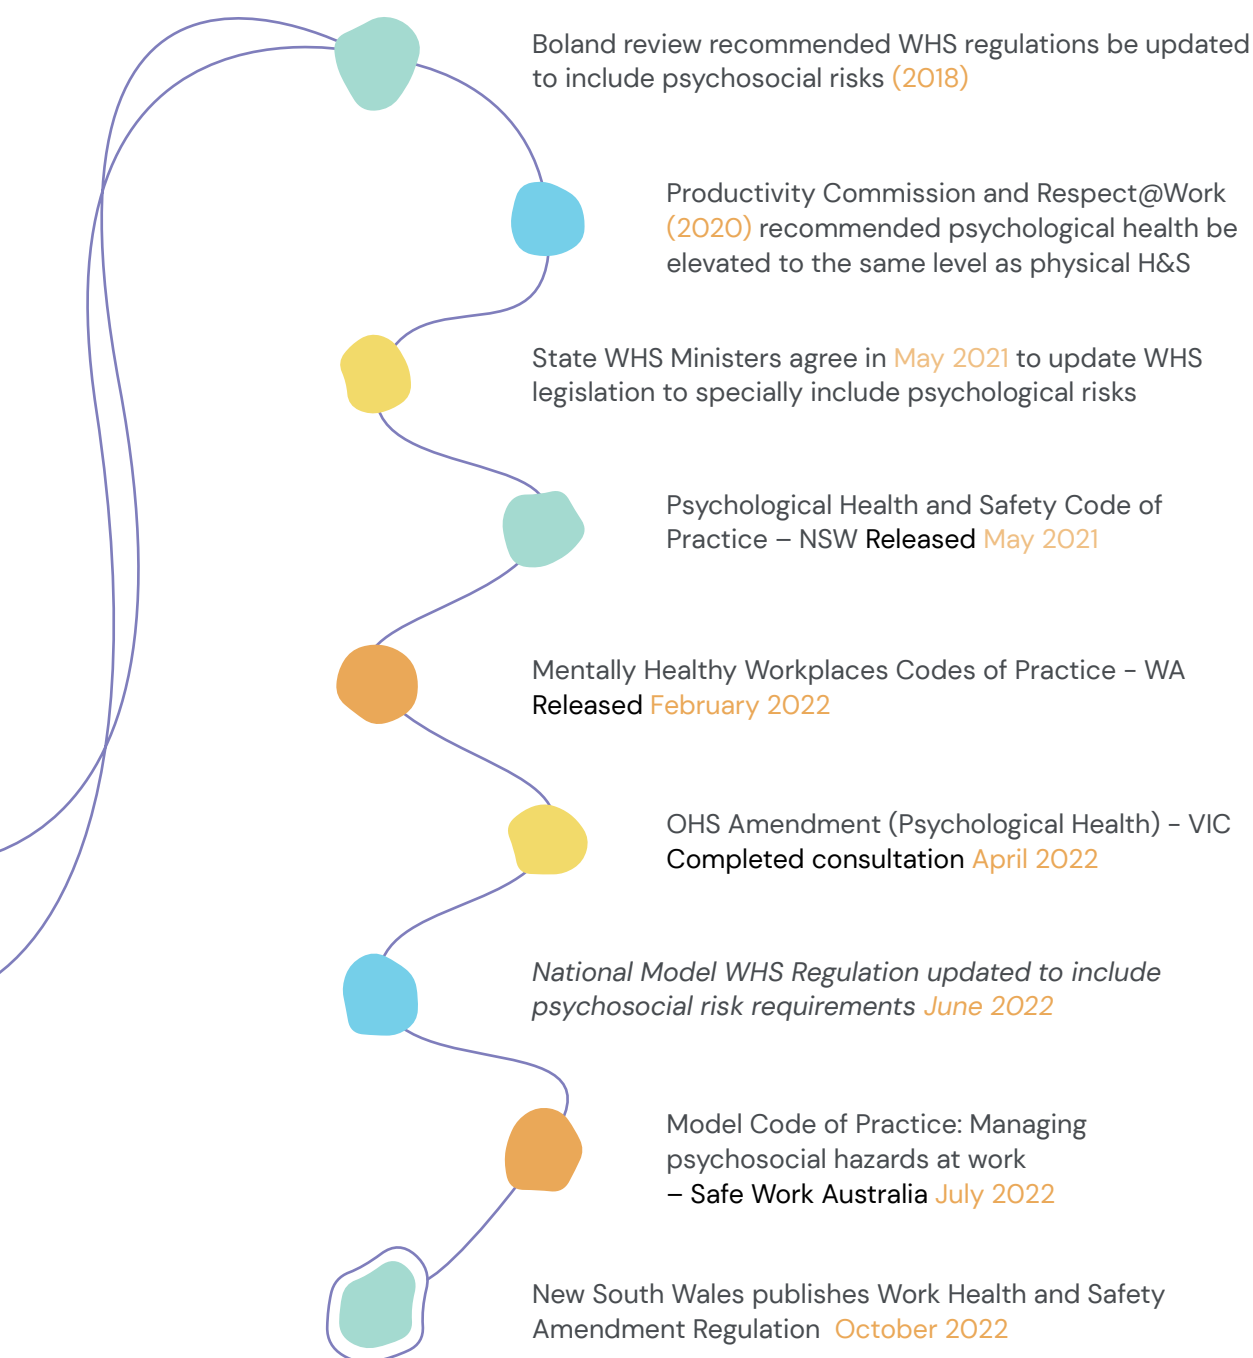 Boland review recommended WHS regulations be updated
to include psychosocial risks (2018)
Productivity Commission and Respect@Work
(2020) recommended psychological health be
elevated to the same level as physical H&S
State WHS Ministers agree in May 2021 to update WHS
legislation to specially include psychological risks
Psychological Health and Safety Code of
Practice – NSW Released May 2021
Mentally Healthy Workplaces Codes of Practice - WA
Released February 2022
OHS Amendment (Psychological Health) - VIC
Completed consultation April 2022
National Model WHS Regulation updated to include
psychosocial risk requirements June 2022
Model Code of Practice: Managing
psychosocial hazards at work
– Safe Work Australia July 2022
New South Wales publishes Work Health and Safety
Amendment Regulation October 2022